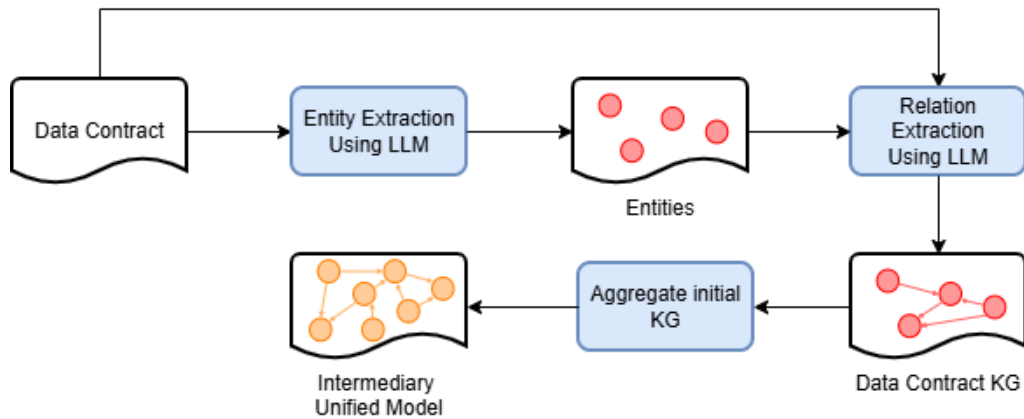 Data Contract
Entity Extraction
Using LLM
Entities
Relation
Extraction
Using LLM
Intermediary
Unified Model
Aggregate initial
KG
Data Contract KG